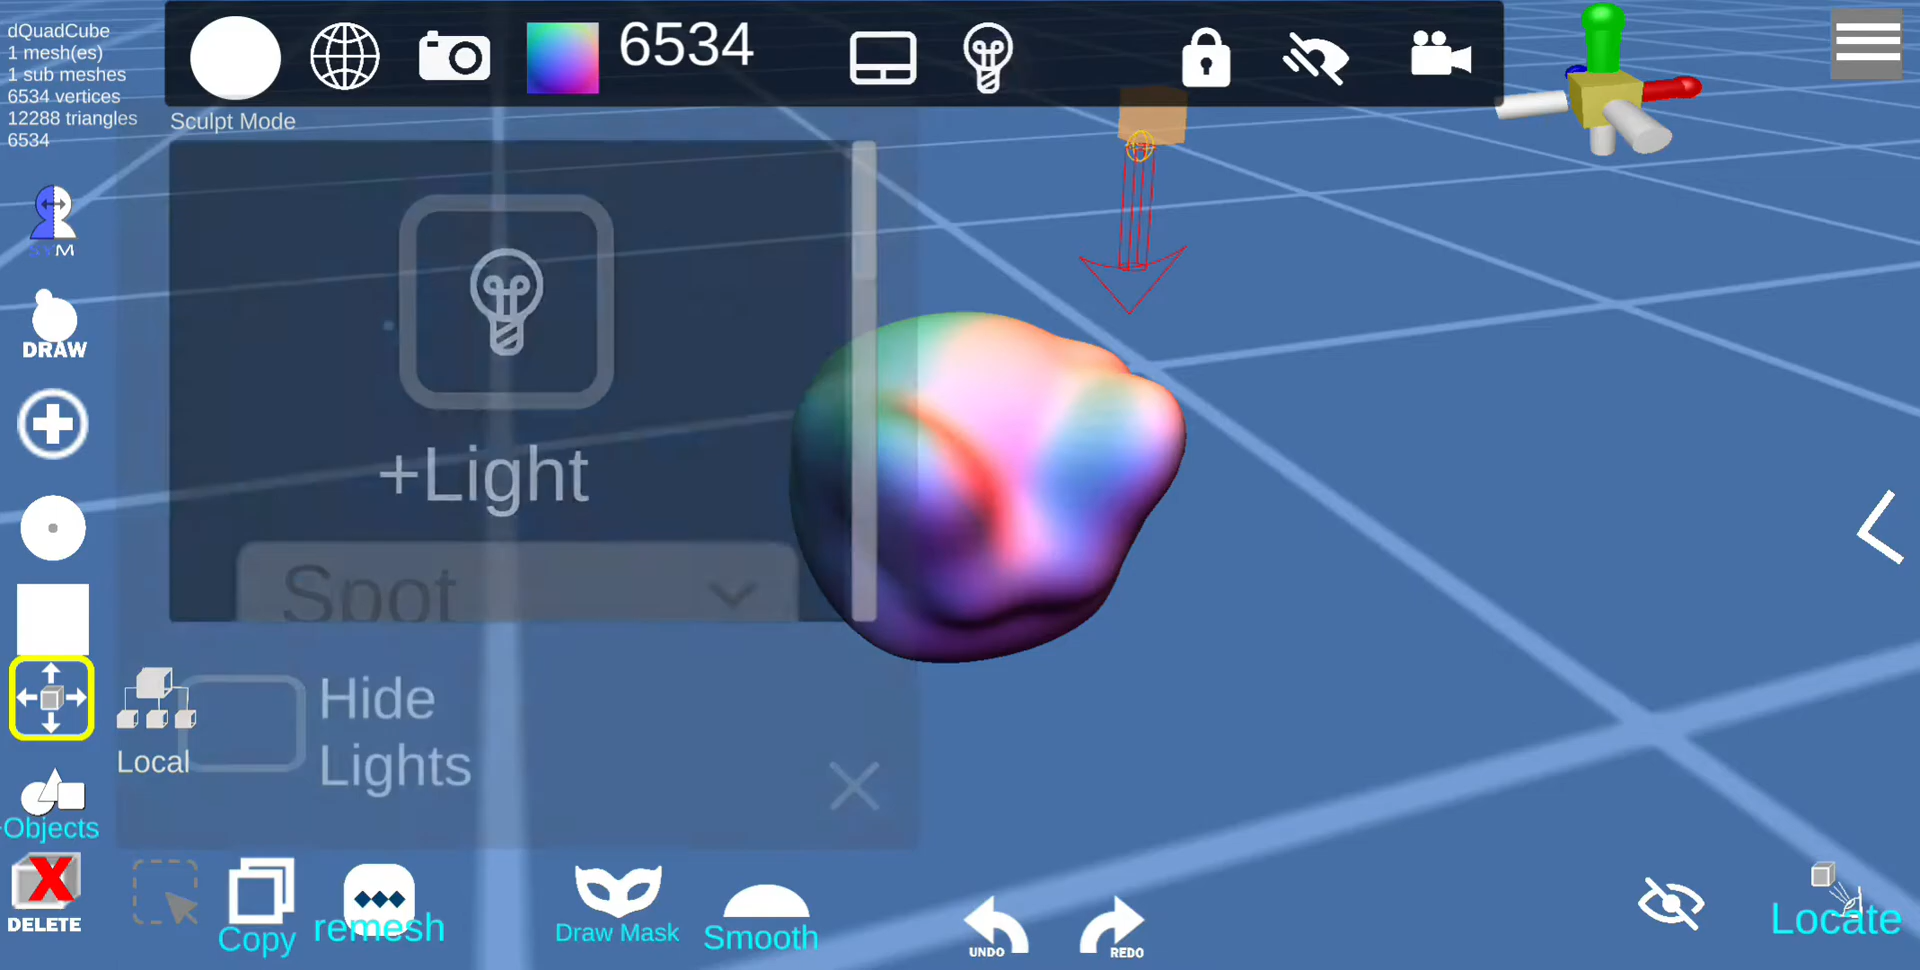 dQuadCube
1 mesh(es)
1 sub meshes
6534 vertices
12288 triangles
6534
6534
Sculpt Mode
SYM
DRAW
+Light
Spot
Hide
Lights
Local
Objects
DELETE
Copy
remesh
Draw Mask
Smooth
UNDO
REDO
Locate